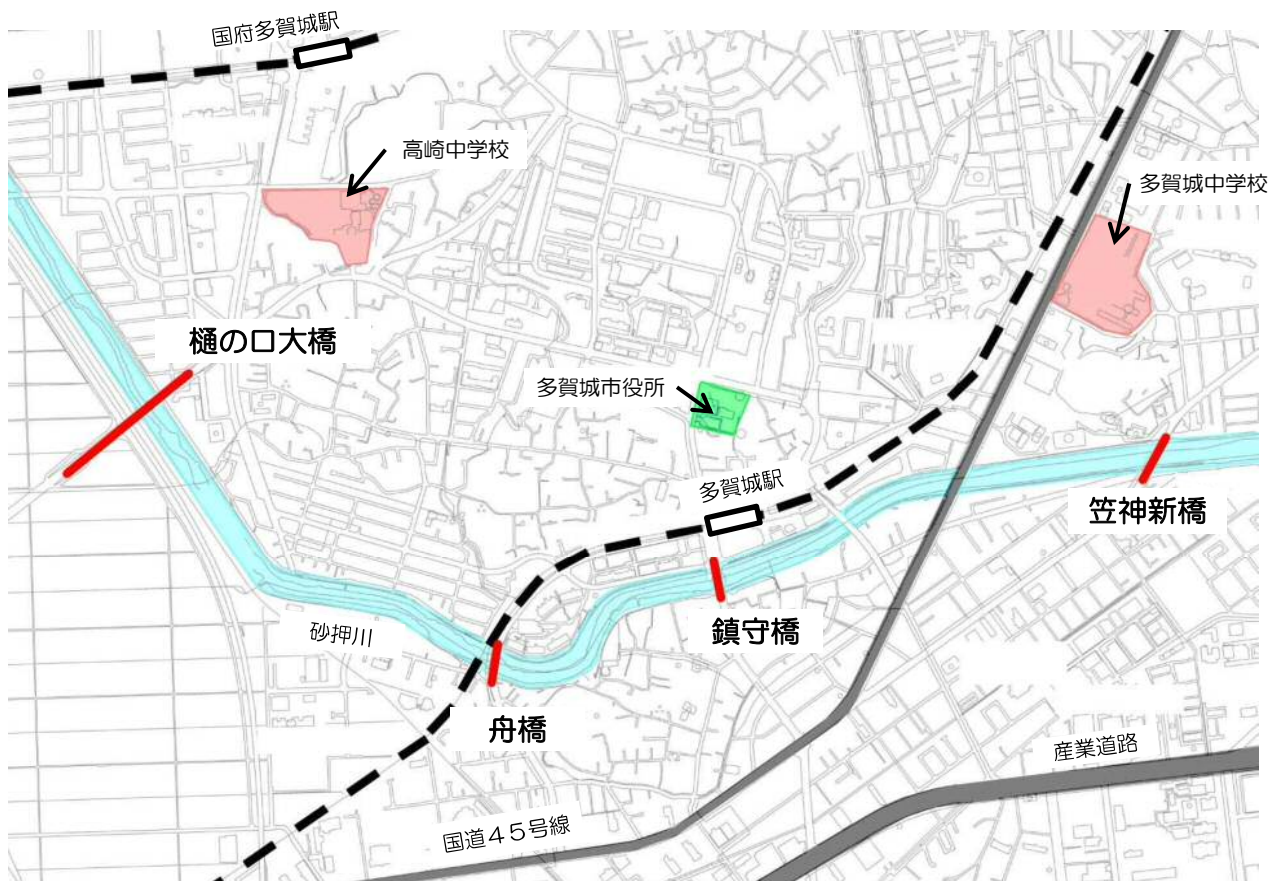 国府多賀城駅
高崎中学校
多賀城中学校
樋の口大橋
多賀城市役所
多賀城駅
笠神新橋
砂押川
鎮守橋
舟橋
産業道路
国道45号線